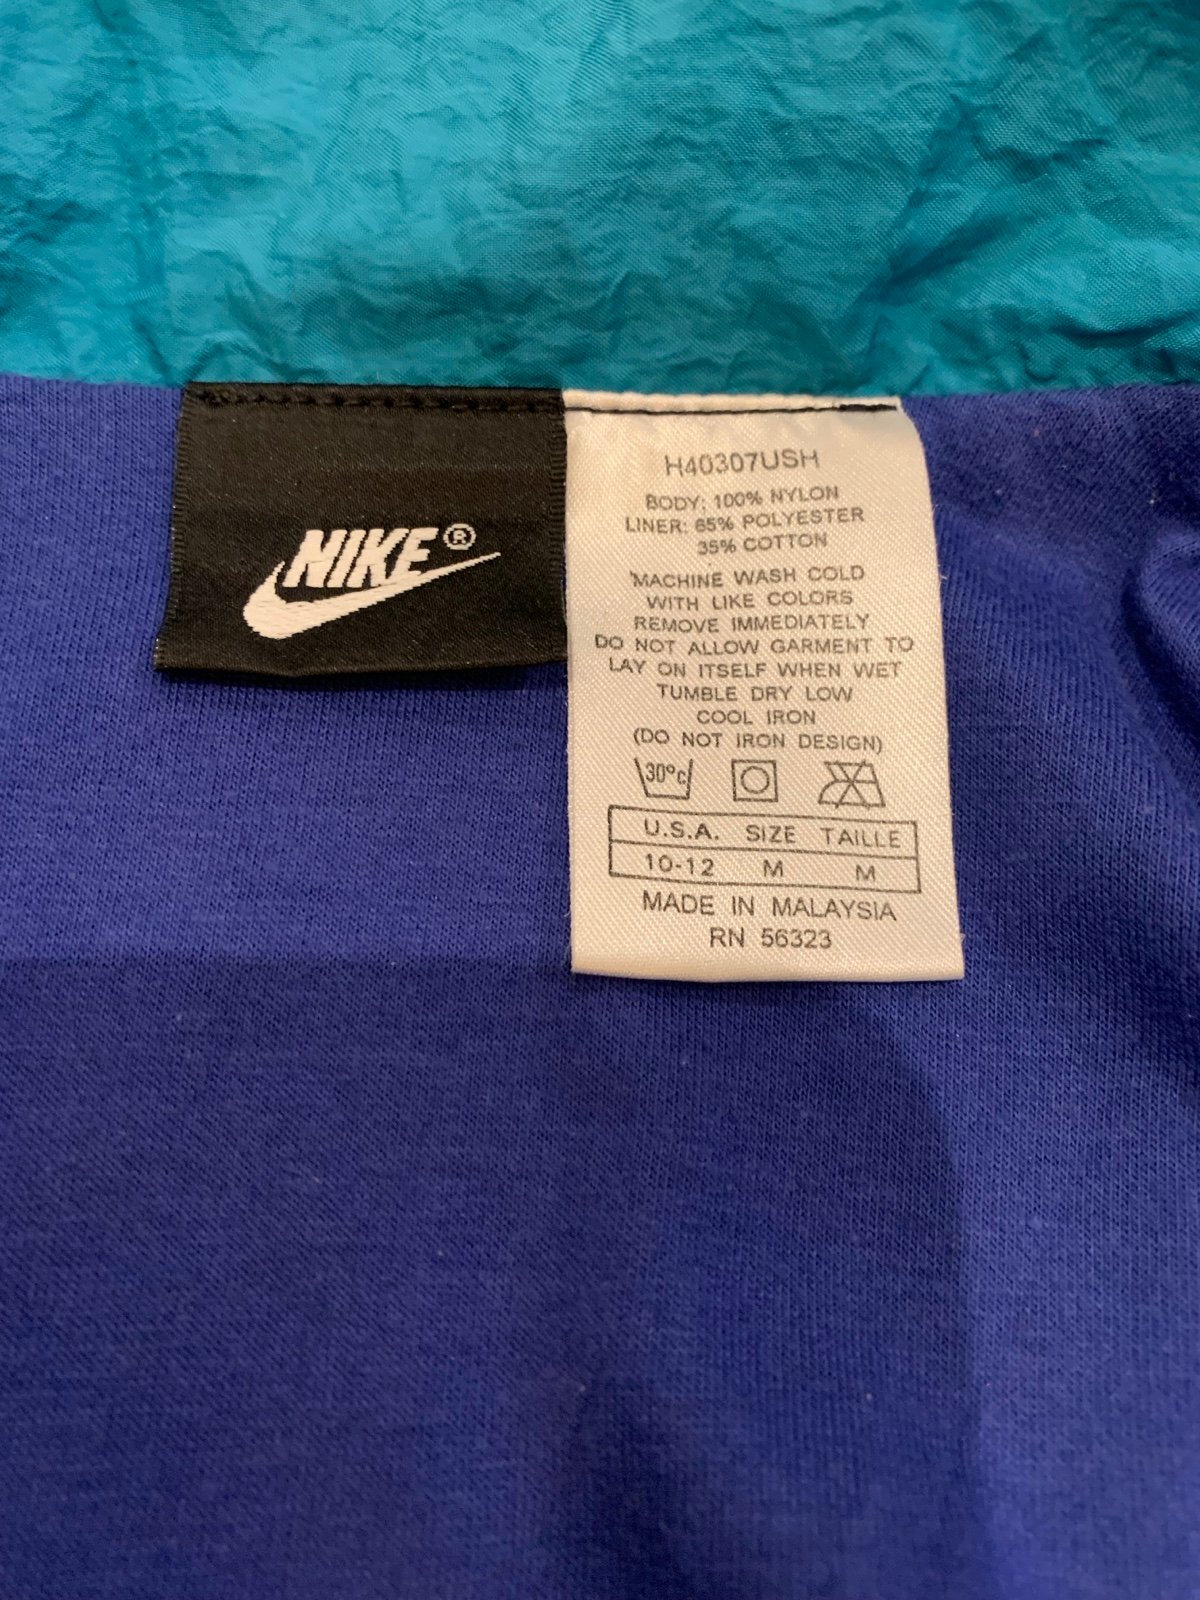 NIKE®
H40307USH
BODY: 100% NYLON
LINER: 65% POLYESTER
35% COTTON
MACHINE WASH COLD
WITH LIKE COLORS
REMOVE IMMEDIATELY
DO NOT ALLOW GARMENT TO
LAY ON ITSELF WHEN WET
TUMBLE DRY LOW
COOL IRON
(DO NOT IRON DESIGN)
30°c
U.S.A. SIZE TAILLE
10-12 M M
MADE IN MALAYSIA
RN 56323